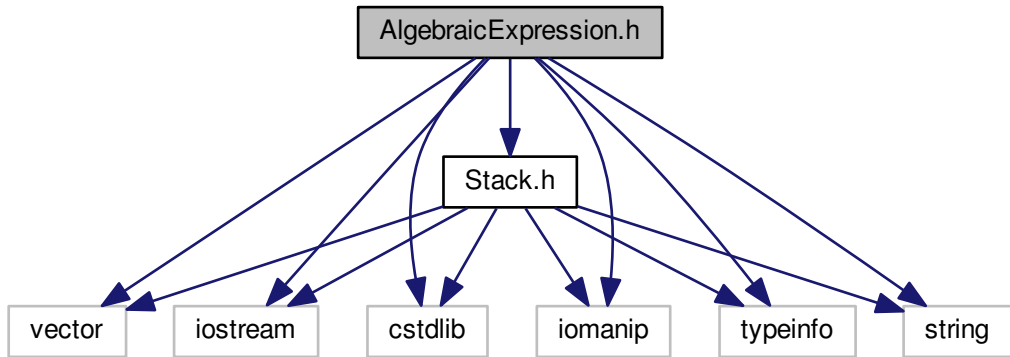 AlgebraicExpression.h
Stack.h
vector
iostream
cstdlib
iomanip
typeinfo
string